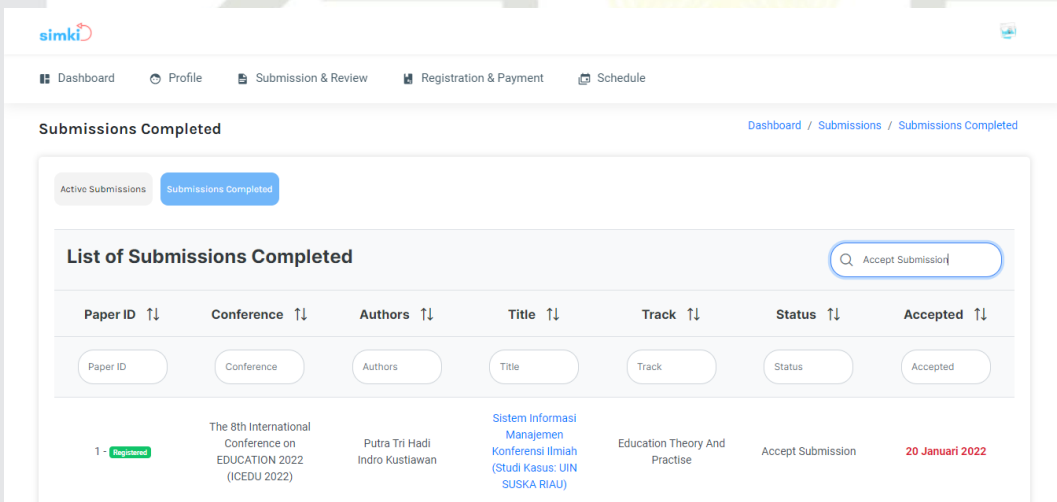 simki
Dashboard Profile Submission & Review Registration & Payment Schedule
Submissions Completed
Dashboard / Submissions / Submissions Completed
Active Submissions Submissions Completed
List of Submissions Completed
Accept Submission
Paper ID Conference Authors Title Track Status Accepted
Paper ID Conference Authors Title Track Status Accepted
1 - Registered
The 8th International
Conference on
EDUCATION 2022
(ICEDU 2022)
Putra Tri Hadi
Indro Kustiawan
Sistem Informasi
Manajemen
Konferensi Ilmiah
(Studi Kasus: UIN
SUSKA RIAU)
Education Theory And
Practise
Accept Submission
20 Januari 2022